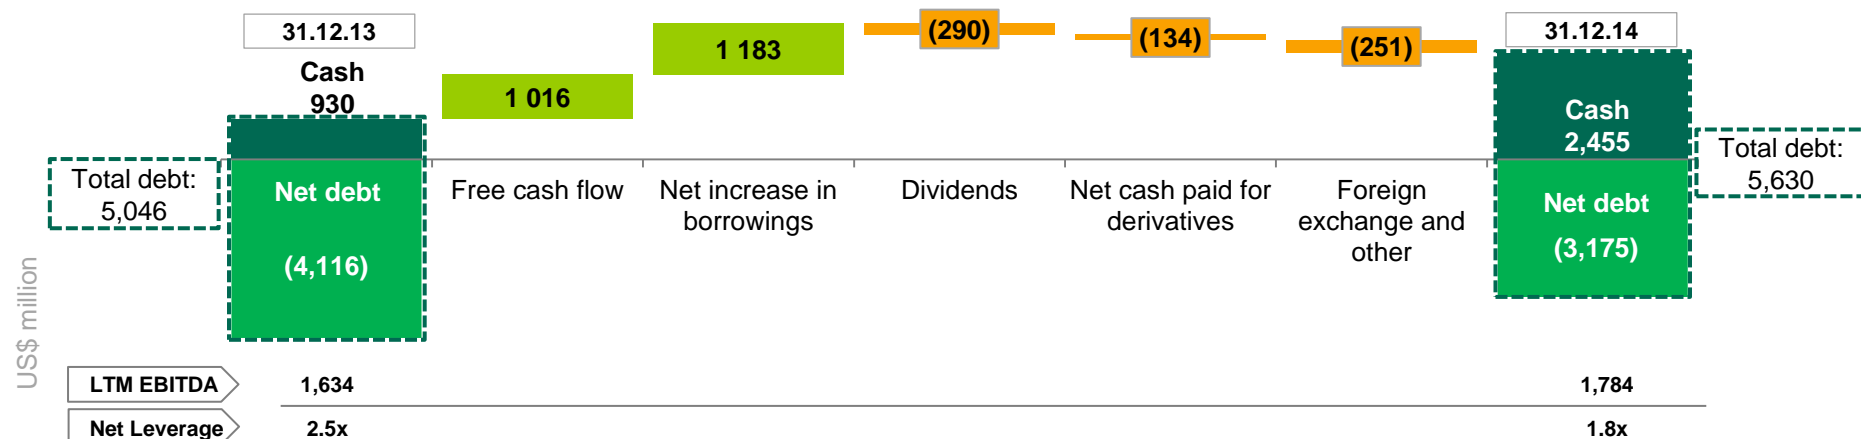 31.12.13
Cash
930
1 016
1 183
(290)
(134)
(251)
31.12.14
Cash
2,455
Total debt:
5,046
Net debt
(4,116)
Free cash flow
Net increase in
borrowings
Dividends
Net cash paid for
derivatives
Foreign
exchange and
other
Net debt
(3,175)
Total debt:
5,630
US$ million
LTM EBITDA 1,634 1,784
Net Leverage 2.5x 1.8x